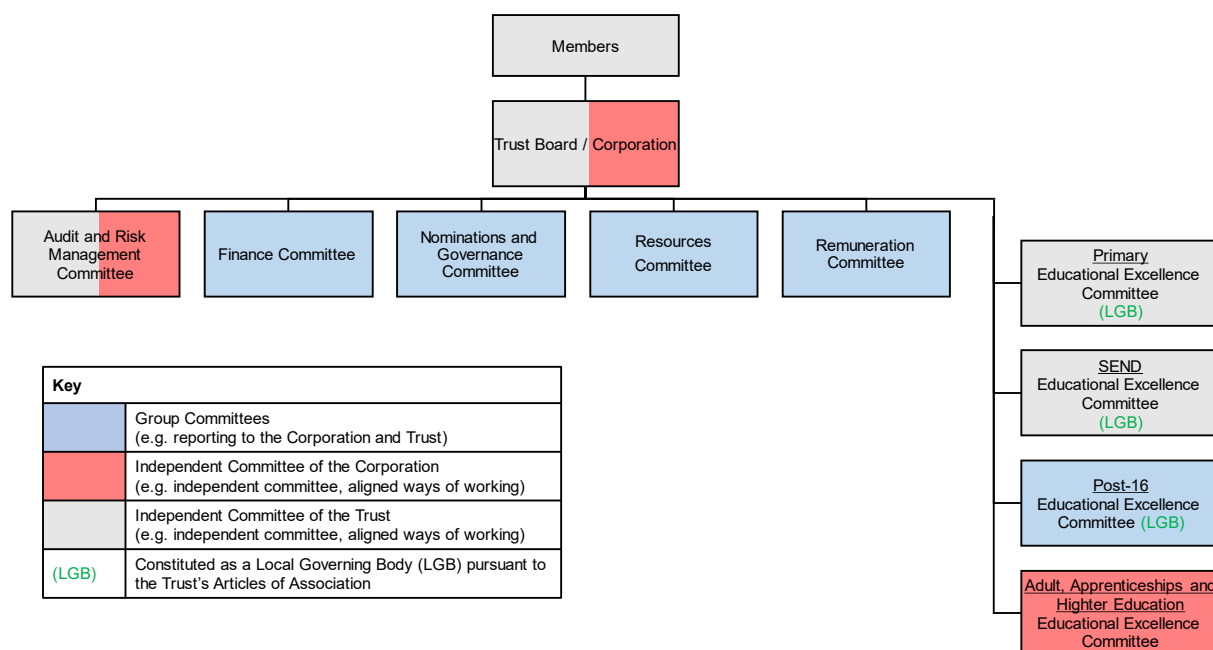 Members
Trust Board / Corporation
Audit and Risk
Management
Committee
Finance Committee
Nominations and
Governance
Committee
Resources
Committee
Remuneration
Committee
Primary
Educational Excellence
Committee
(LGB)
SEND
Educational Excellence
Committee
(LGB)
Post-16
Educational Excellence
Committee (LGB)
Adult, Apprenticeships and
Highter Education
Educational Excellence
Committee
Key
Group Committees
(e.g. reporting to the Corporation and Trust)
Independent Committee of the Corporation
(e.g. independent committee, aligned ways of working)
Independent Committee of the Trust
(e.g. independent committee, aligned ways of working)
(LGB)
Constituted as a Local Governing Body (LGB) pursuant to
the Trust’s Articles of Association